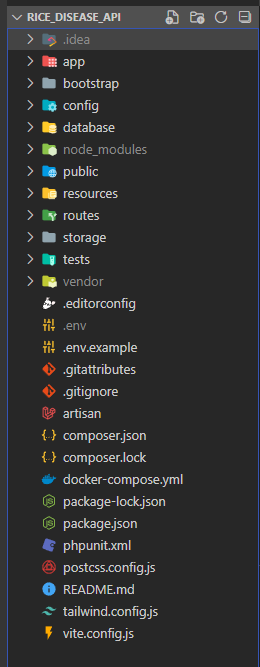 RICE_DISEASE_API
.idea
app
bootstrap
config
database
node_modules
public
resources
routes
storage
tests
vendor
.editorconfig
.env
.env.example
.gitattributes
.gitignore
artisan
composer.json
composer.lock
docker-compose.yml
package-lock.json
package.json
phpunit.xml
postcss.config.js
README.md
tailwind.config.js
vite.config.js